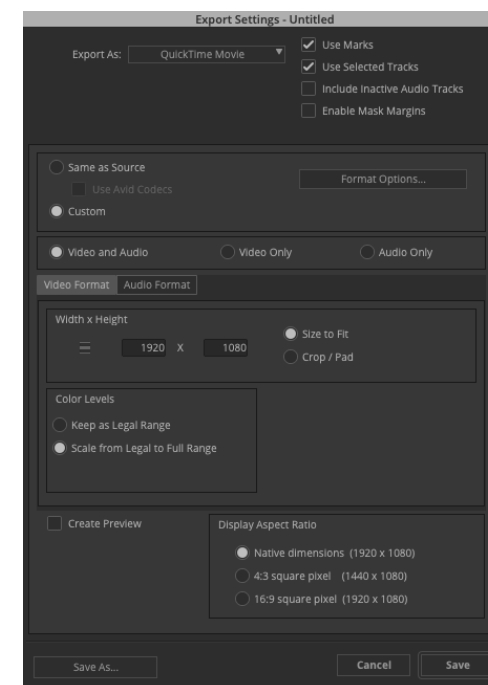 Export Settings - Untitled
Export As: QuickTime Movie
Use Marks
Use Selected Tracks
Include Inactive Audio Tracks
Enable Mask Margins
Same as Source
Use Avid Codecs
Custom
Format Options...
Video and Audio
Video Only
Audio Only
Video Format Audio Format
Width x Height
1920 X 1080
Size to Fit
Crop / Pad
Color Levels
Keep as Legal Range
Scale from Legal to Full Range
Create Preview
Display Aspect Ratio
Native dimensions (1920 x 1080)
4:3 square pixel (1440 x 1080)
16:9 square pixel (1920 x 1080)
Save As...
Cancel
Save